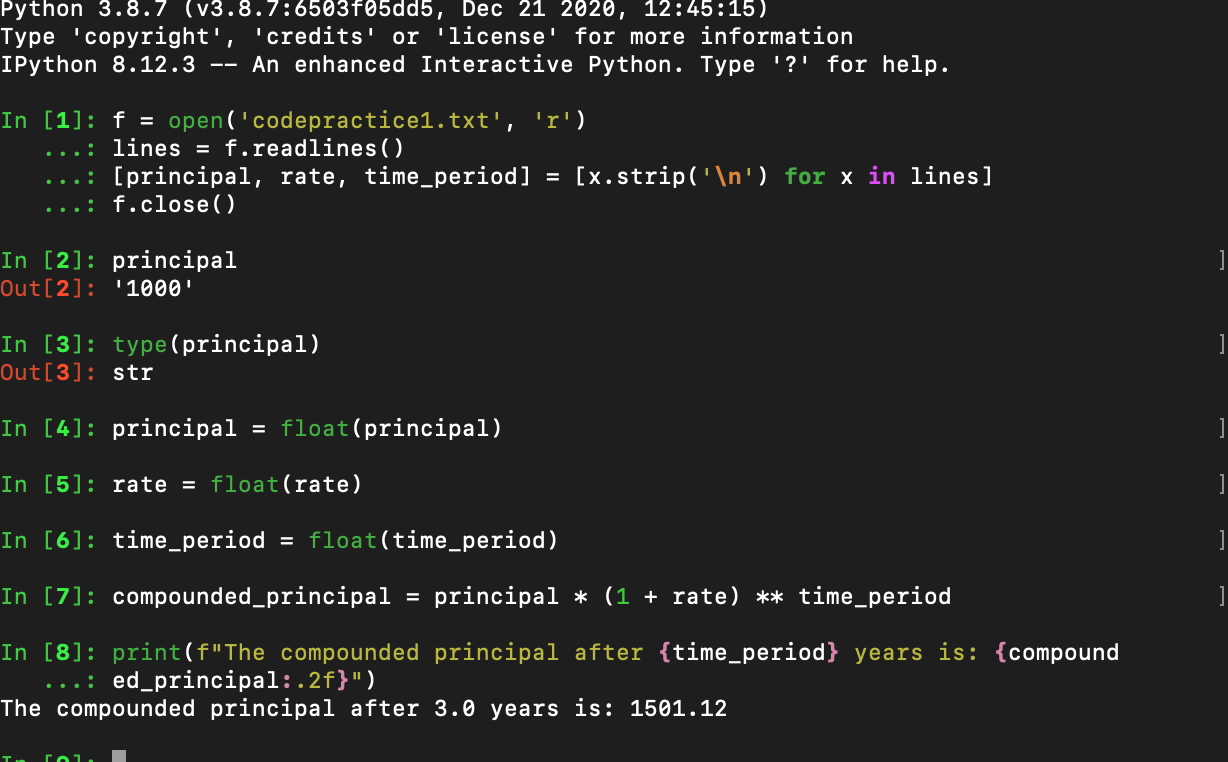 Python 3.8.7 (v3.8.7:6503f05dd5, Dec 21 2020, 12:45:15)
Type 'copyright', 'credits' or 'license' for more information
IPython 8.12.3 -- An enhanced Interactive Python. Type '?' for help.

In [1]: f = open('codepractice1.txt', 'r')
   ...: lines = f.readlines()
   ...: [principal, rate, time_period] = [x.strip('\n') for x in lines]
   ...: f.close()

In [2]: principal ]
Out[2]: '1000'

In [3]: type(principal) ]
Out[3]: str

In [4]: principal = float(principal) ]

In [5]: rate = float(rate) ]

In [6]: time_period = float(time_period) ]

In [7]: compounded_principal = principal * (1 + rate) ** time_period ]

In [8]: print(f"The compounded principal after {time_period} years is: {compound
   ...: ed_principal:.2f}")
The compounded principal after 3.0 years is: 1501.12

In [9]: